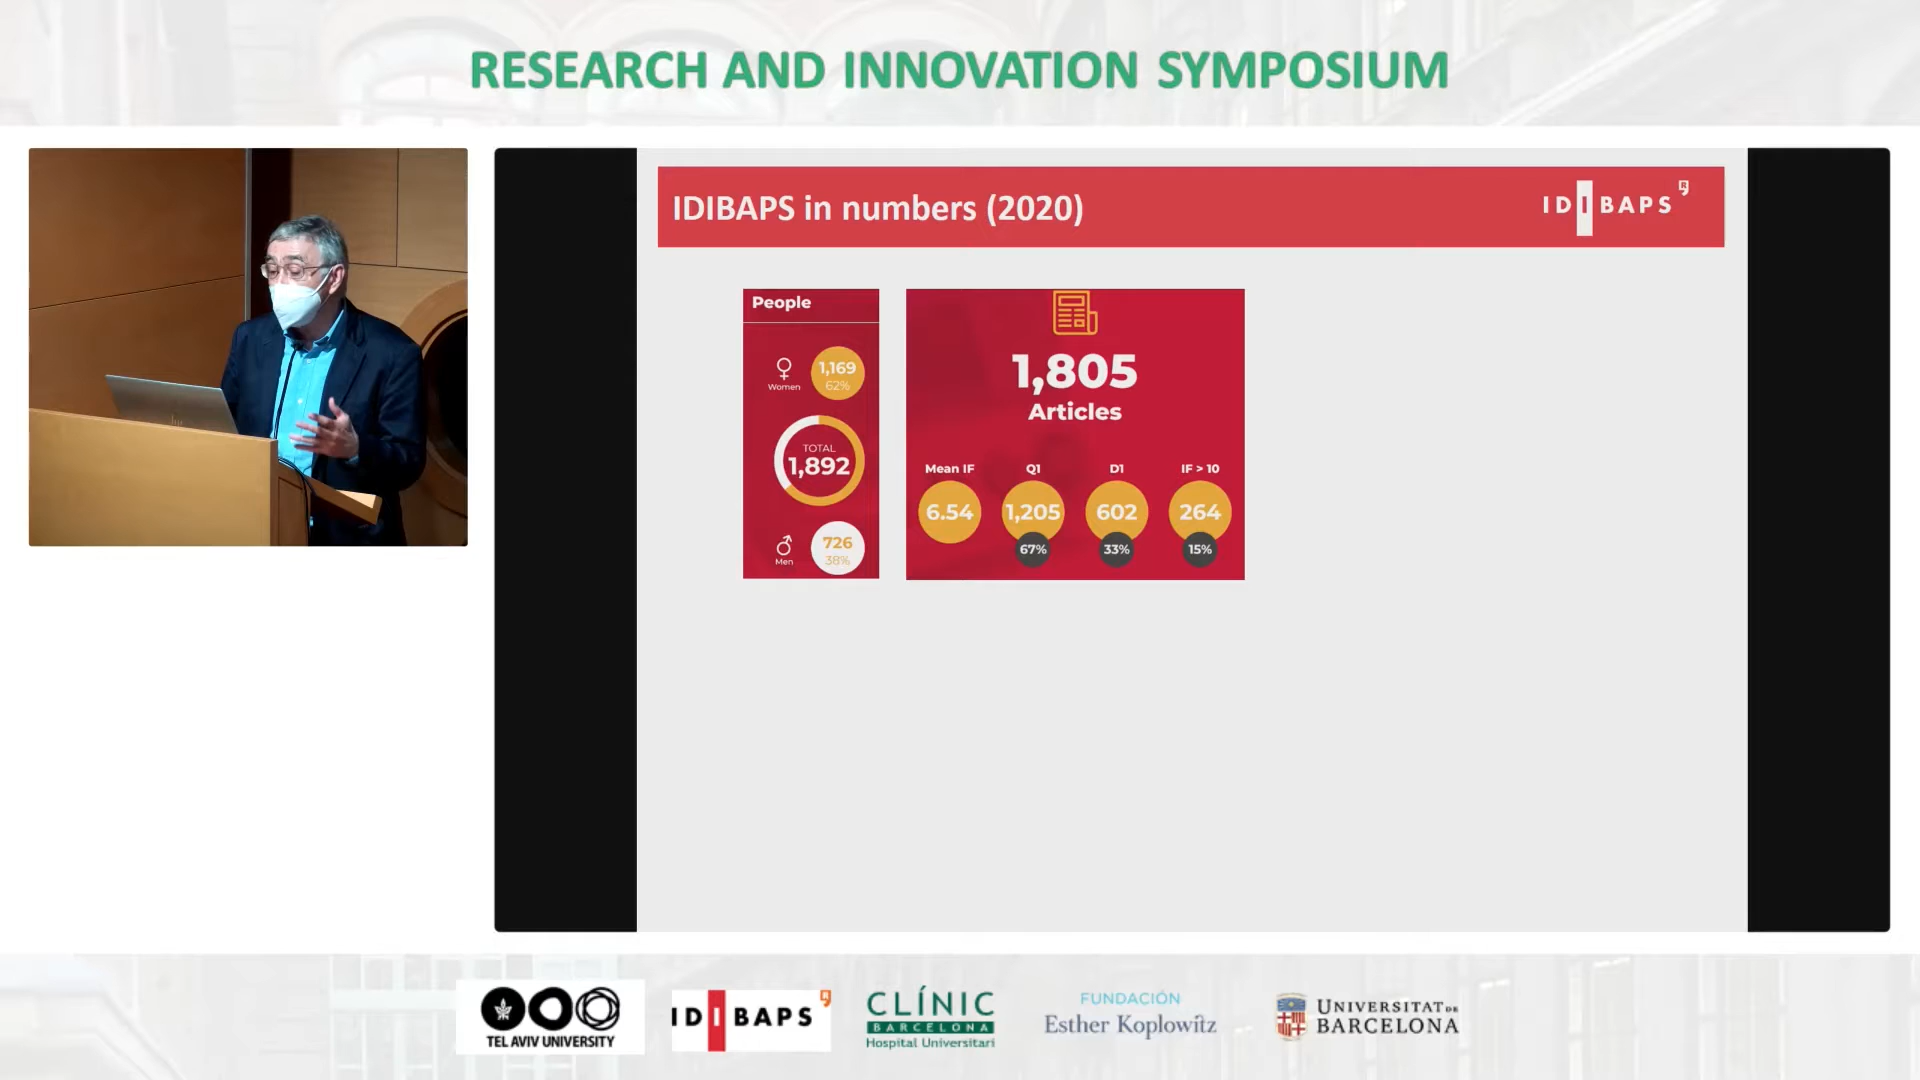 RESEARCH AND INNOVATION SYMPOSIUM
IDIBAPS in numbers (2020)
IDIBAPS
People
Women
1,169
62%
TOTAL
1,892
Men
726
38%
1,805
Articles
Mean IF
Q1
D1
IF > 10
6.54
1,205
602
264
67%
33%
15%
TEL AVIV UNIVERSITY
IDIBAPS
CLÍNIC
BARCELONA
Hospital Universitari
FUNDACIÓN
Esther Koplowitz
UNIVERSITAT DE
BARCELONA